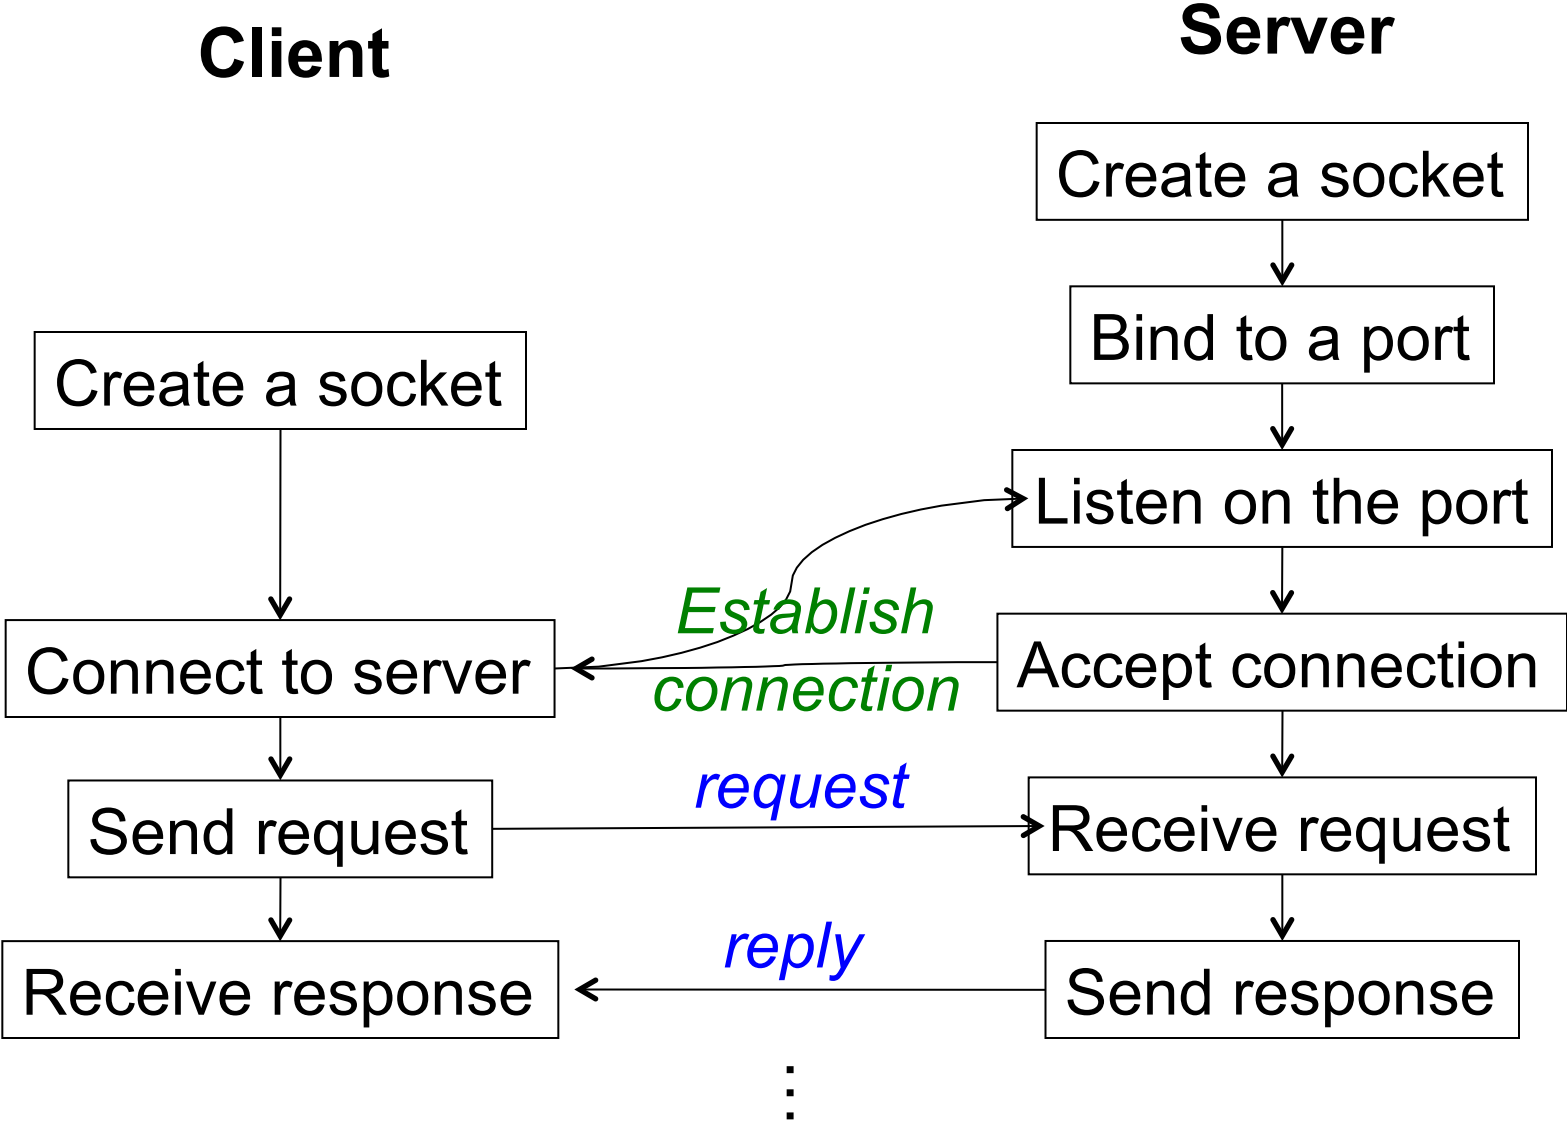 Client
Server
Create a socket
Bind to a port
Create a socket
Listen on the port
Establish
Connect to server
connection
Accept connection
Send request
request
Receive request
Receive response
reply
Send response
⋮